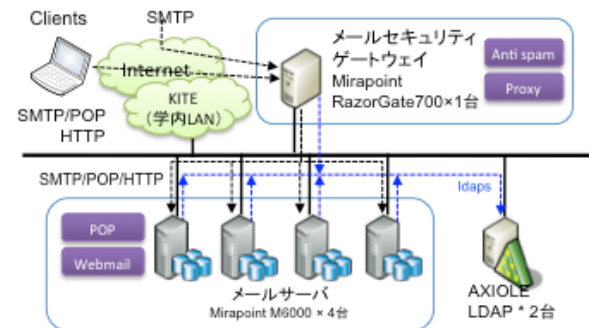 Clients
SMTP
メールセキュリティ
ゲートウェイ
Mirapoint
RazorGate700×1台
Anti spam
Proxy
Internet
KITE
(学内LAN)
SMTP/POP
HTTP
SMTP/POP/HTTP
ldaps
POP
Webmail
メールサーバ
Mirapoint M6000 × 4台
AXIOLE
LDAP * 2台